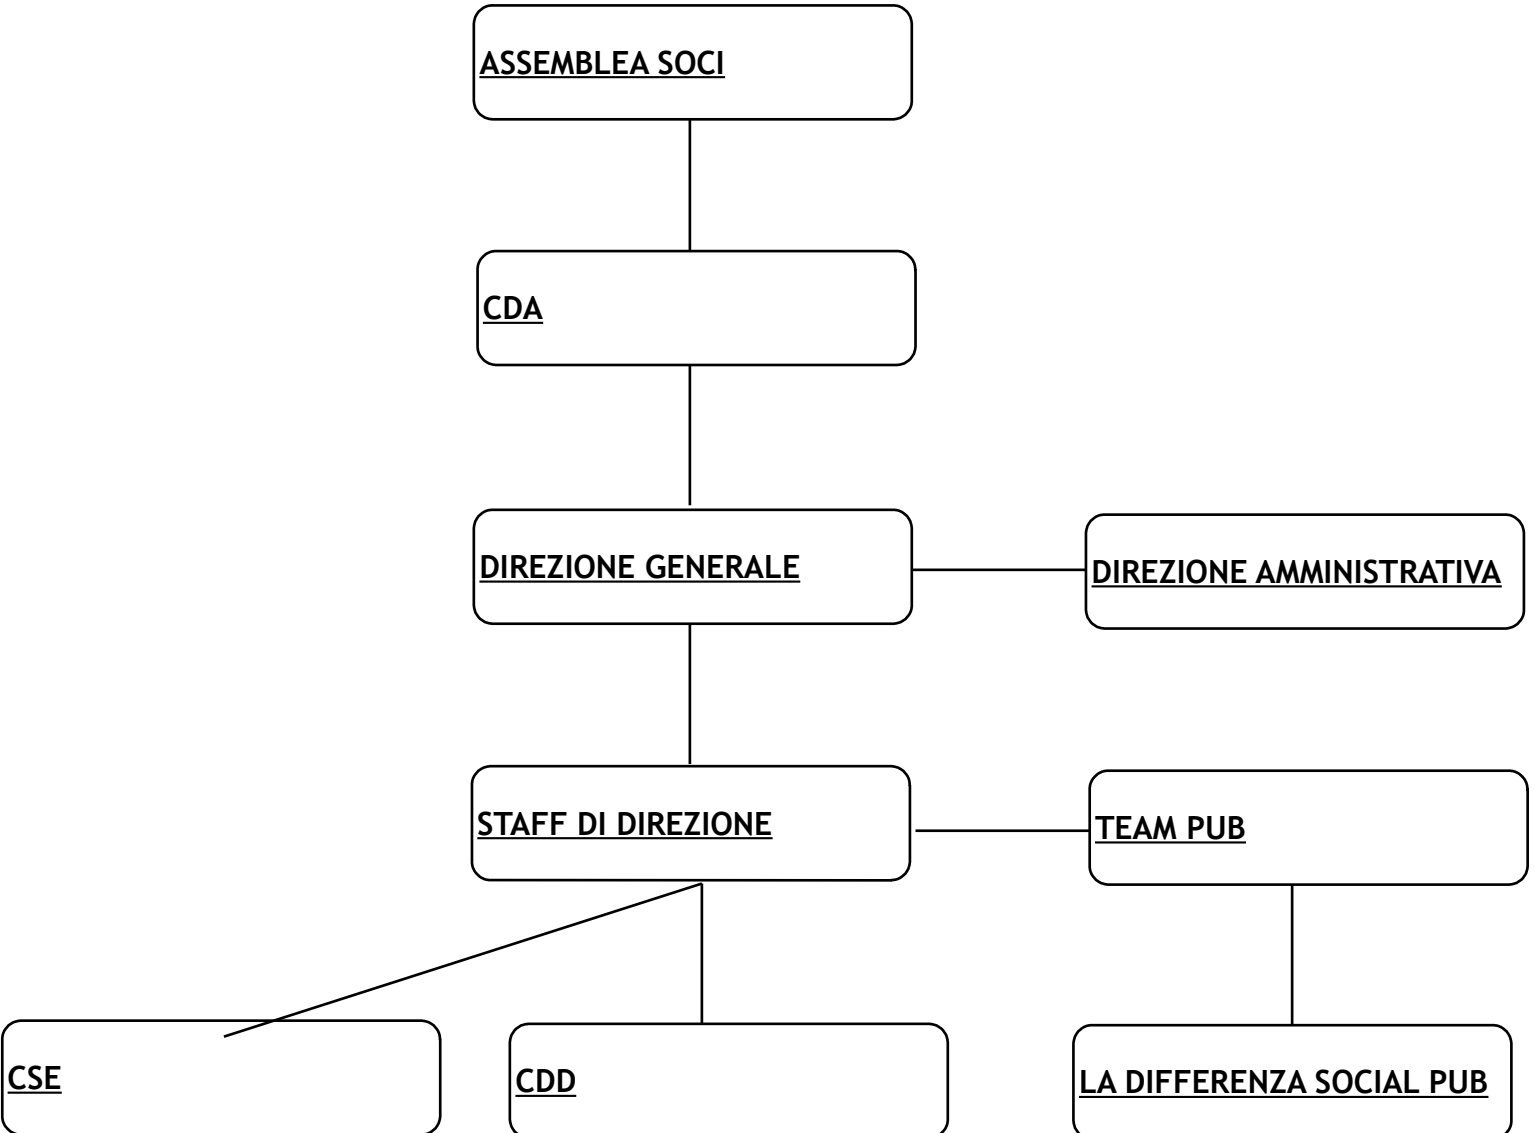 ASSEMBLEA SOCI
CDA
DIREZIONE GENERALE
DIREZIONE AMMINISTRATIVA
STAFF DI DIREZIONE
TEAM PUB
CSE
CDD
LA DIFFERENZA SOCIAL PUB